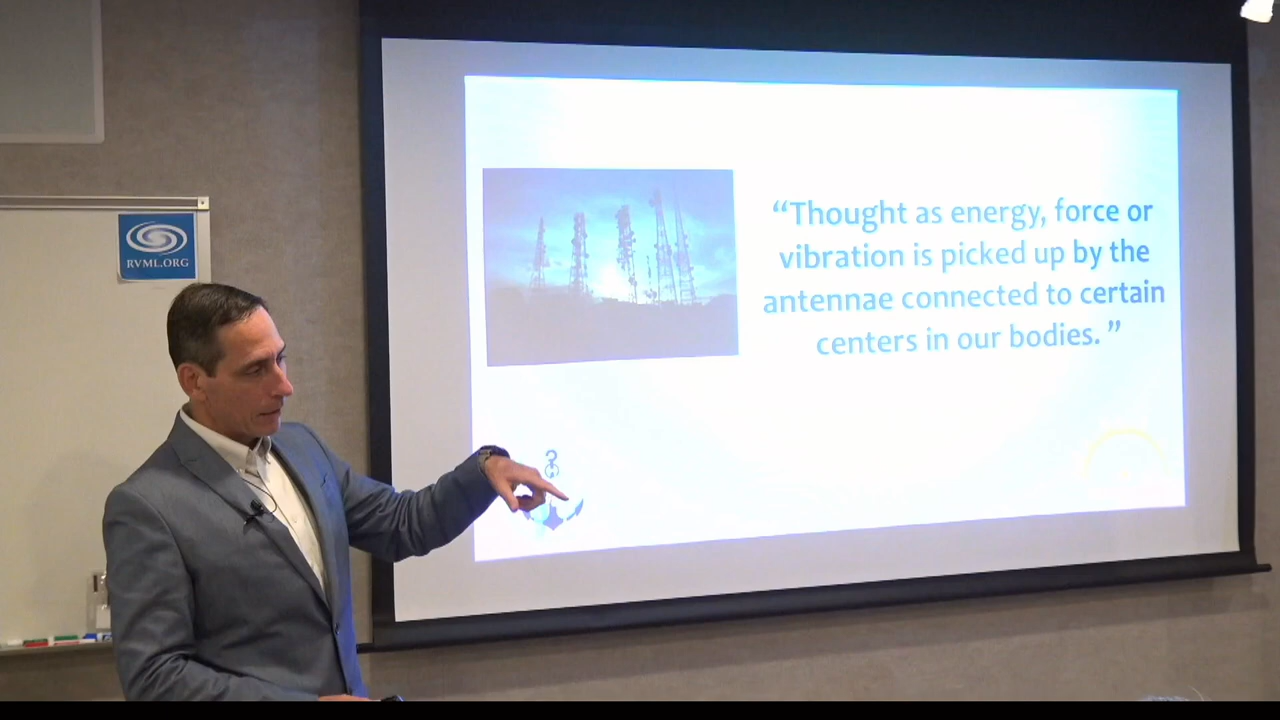 RVML.ORG
“Thought as energy, force or
vibration is picked up by the
antennae connected to certain
centers in our bodies. ”